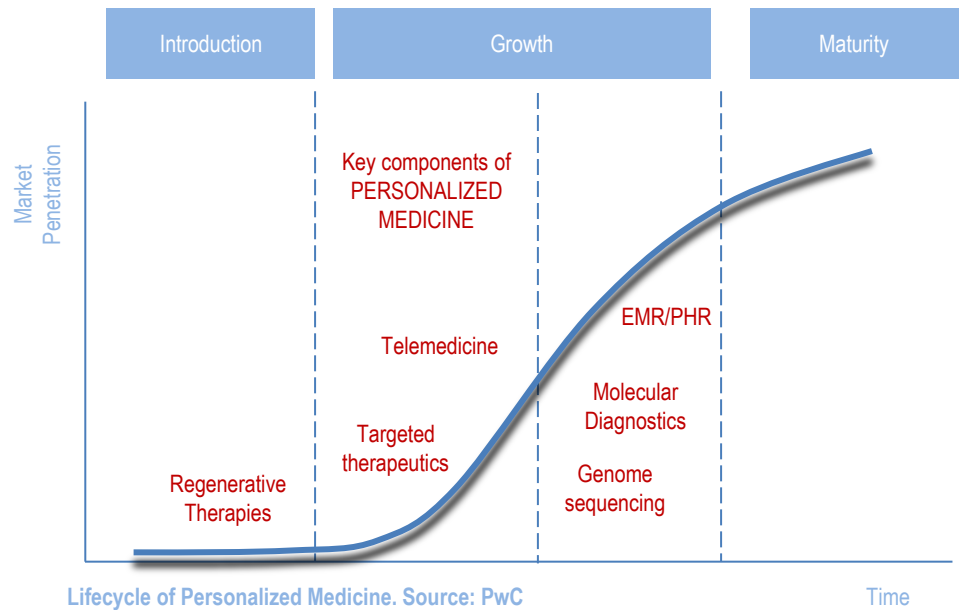 Introduction
Growth
Maturity
Market
Penetration
Key components of
PERSONALIZED
MEDICINE
EMR/PHR
Telemedicine
Molecular
Diagnostics
Targeted
therapeutics
Genome
sequencing
Regenerative
Therapies
Lifecycle of Personalized Medicine. Source: PwC
Time